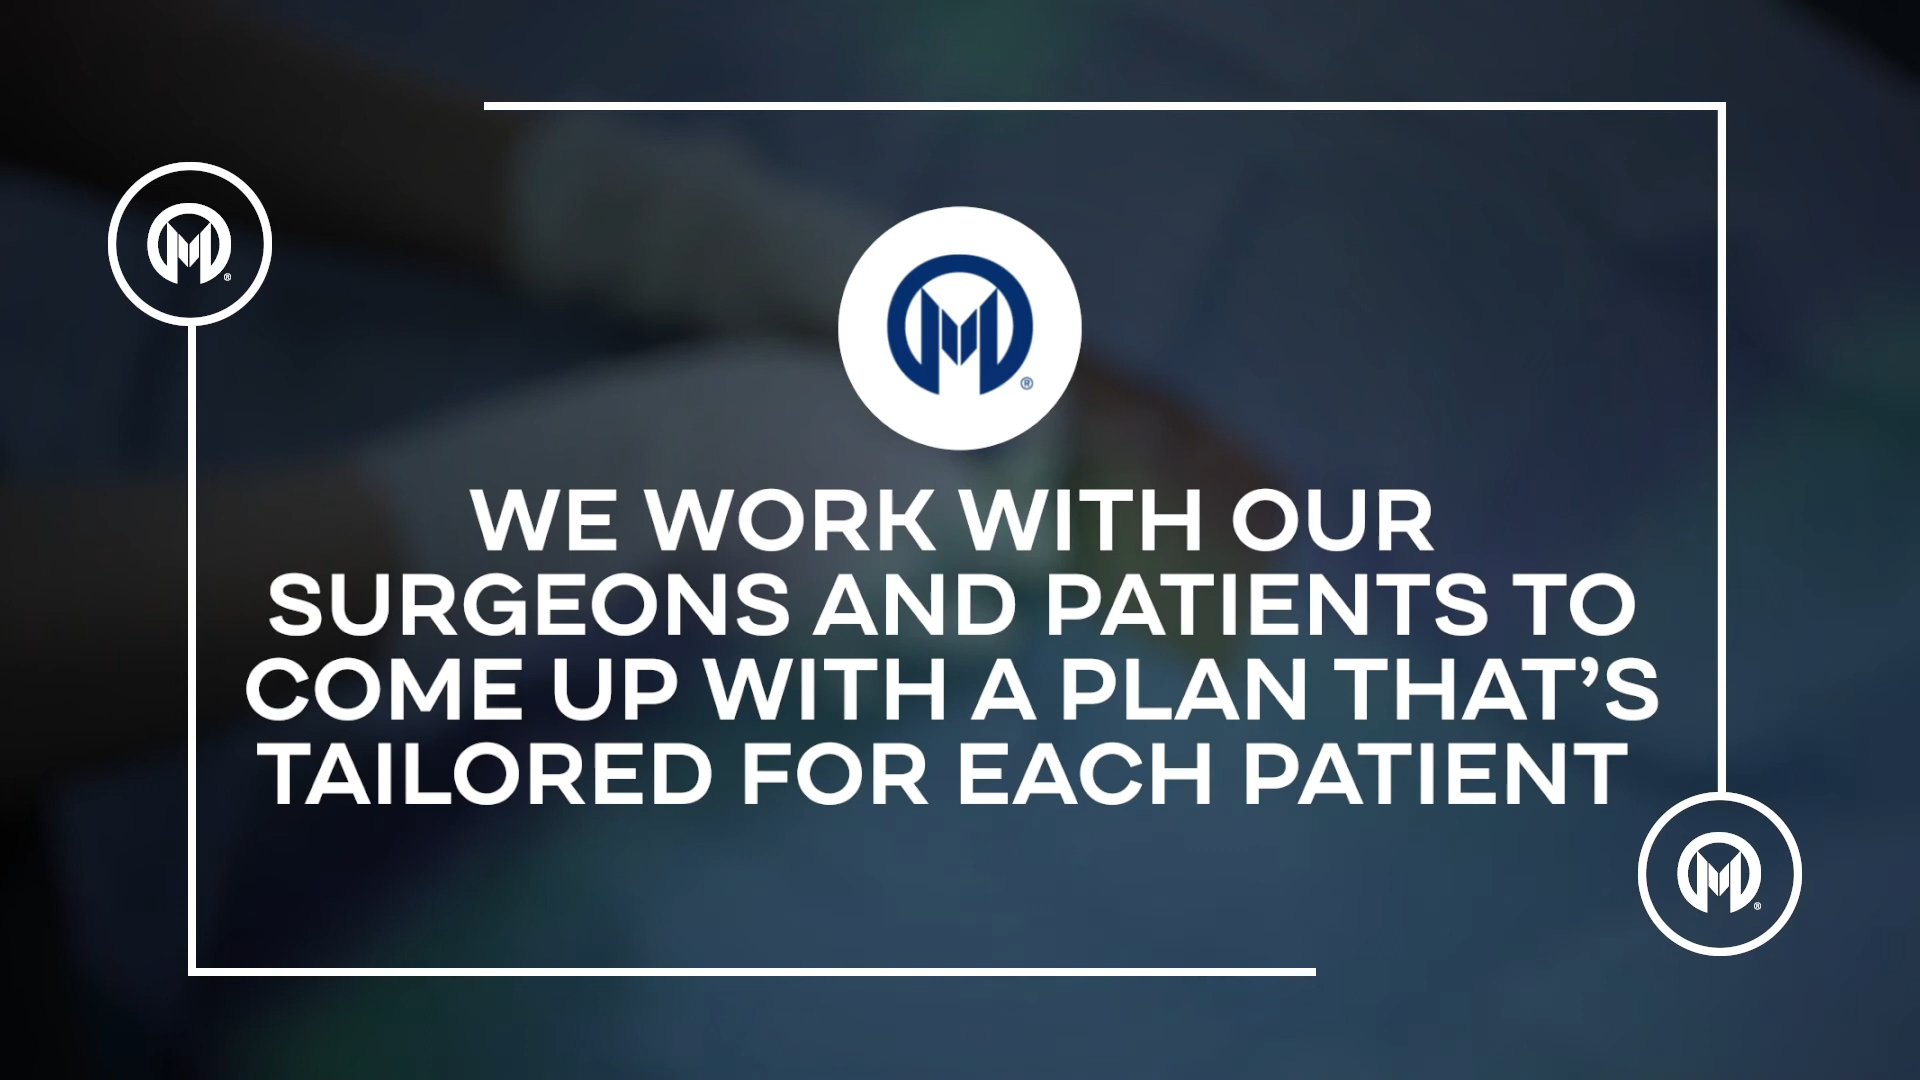 WE WORK WITH OUR
SURGEONS AND PATIENTS TO
COME UP WITH A PLAN THAT’S
TAILORED FOR EACH PATIENT